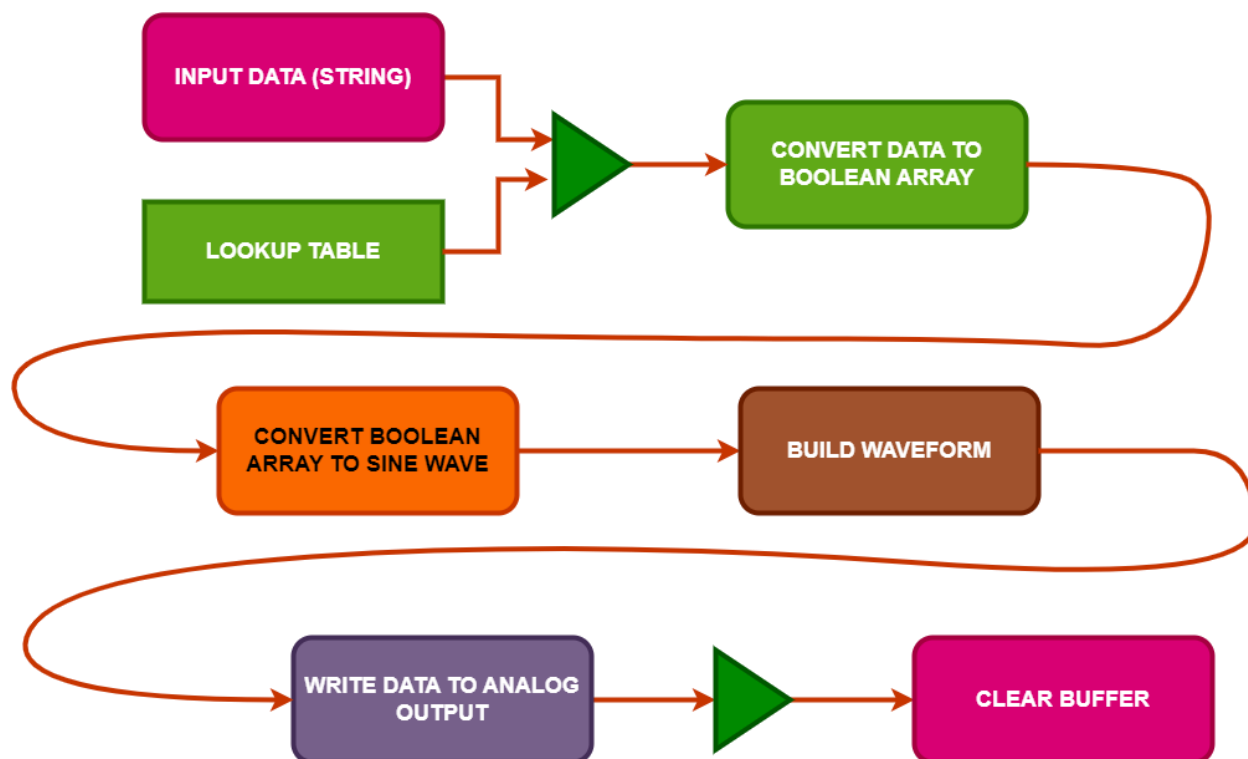 INPUT DATA (STRING)
CONVERT DATA TO
BOOLEAN ARRAY
LOOKUP TABLE
CONVERT BOOLEAN
ARRAY TO SINE WAVE
BUILD WAVEFORM
WRITE DATA TO ANALOG
OUTPUT
CLEAR BUFFER